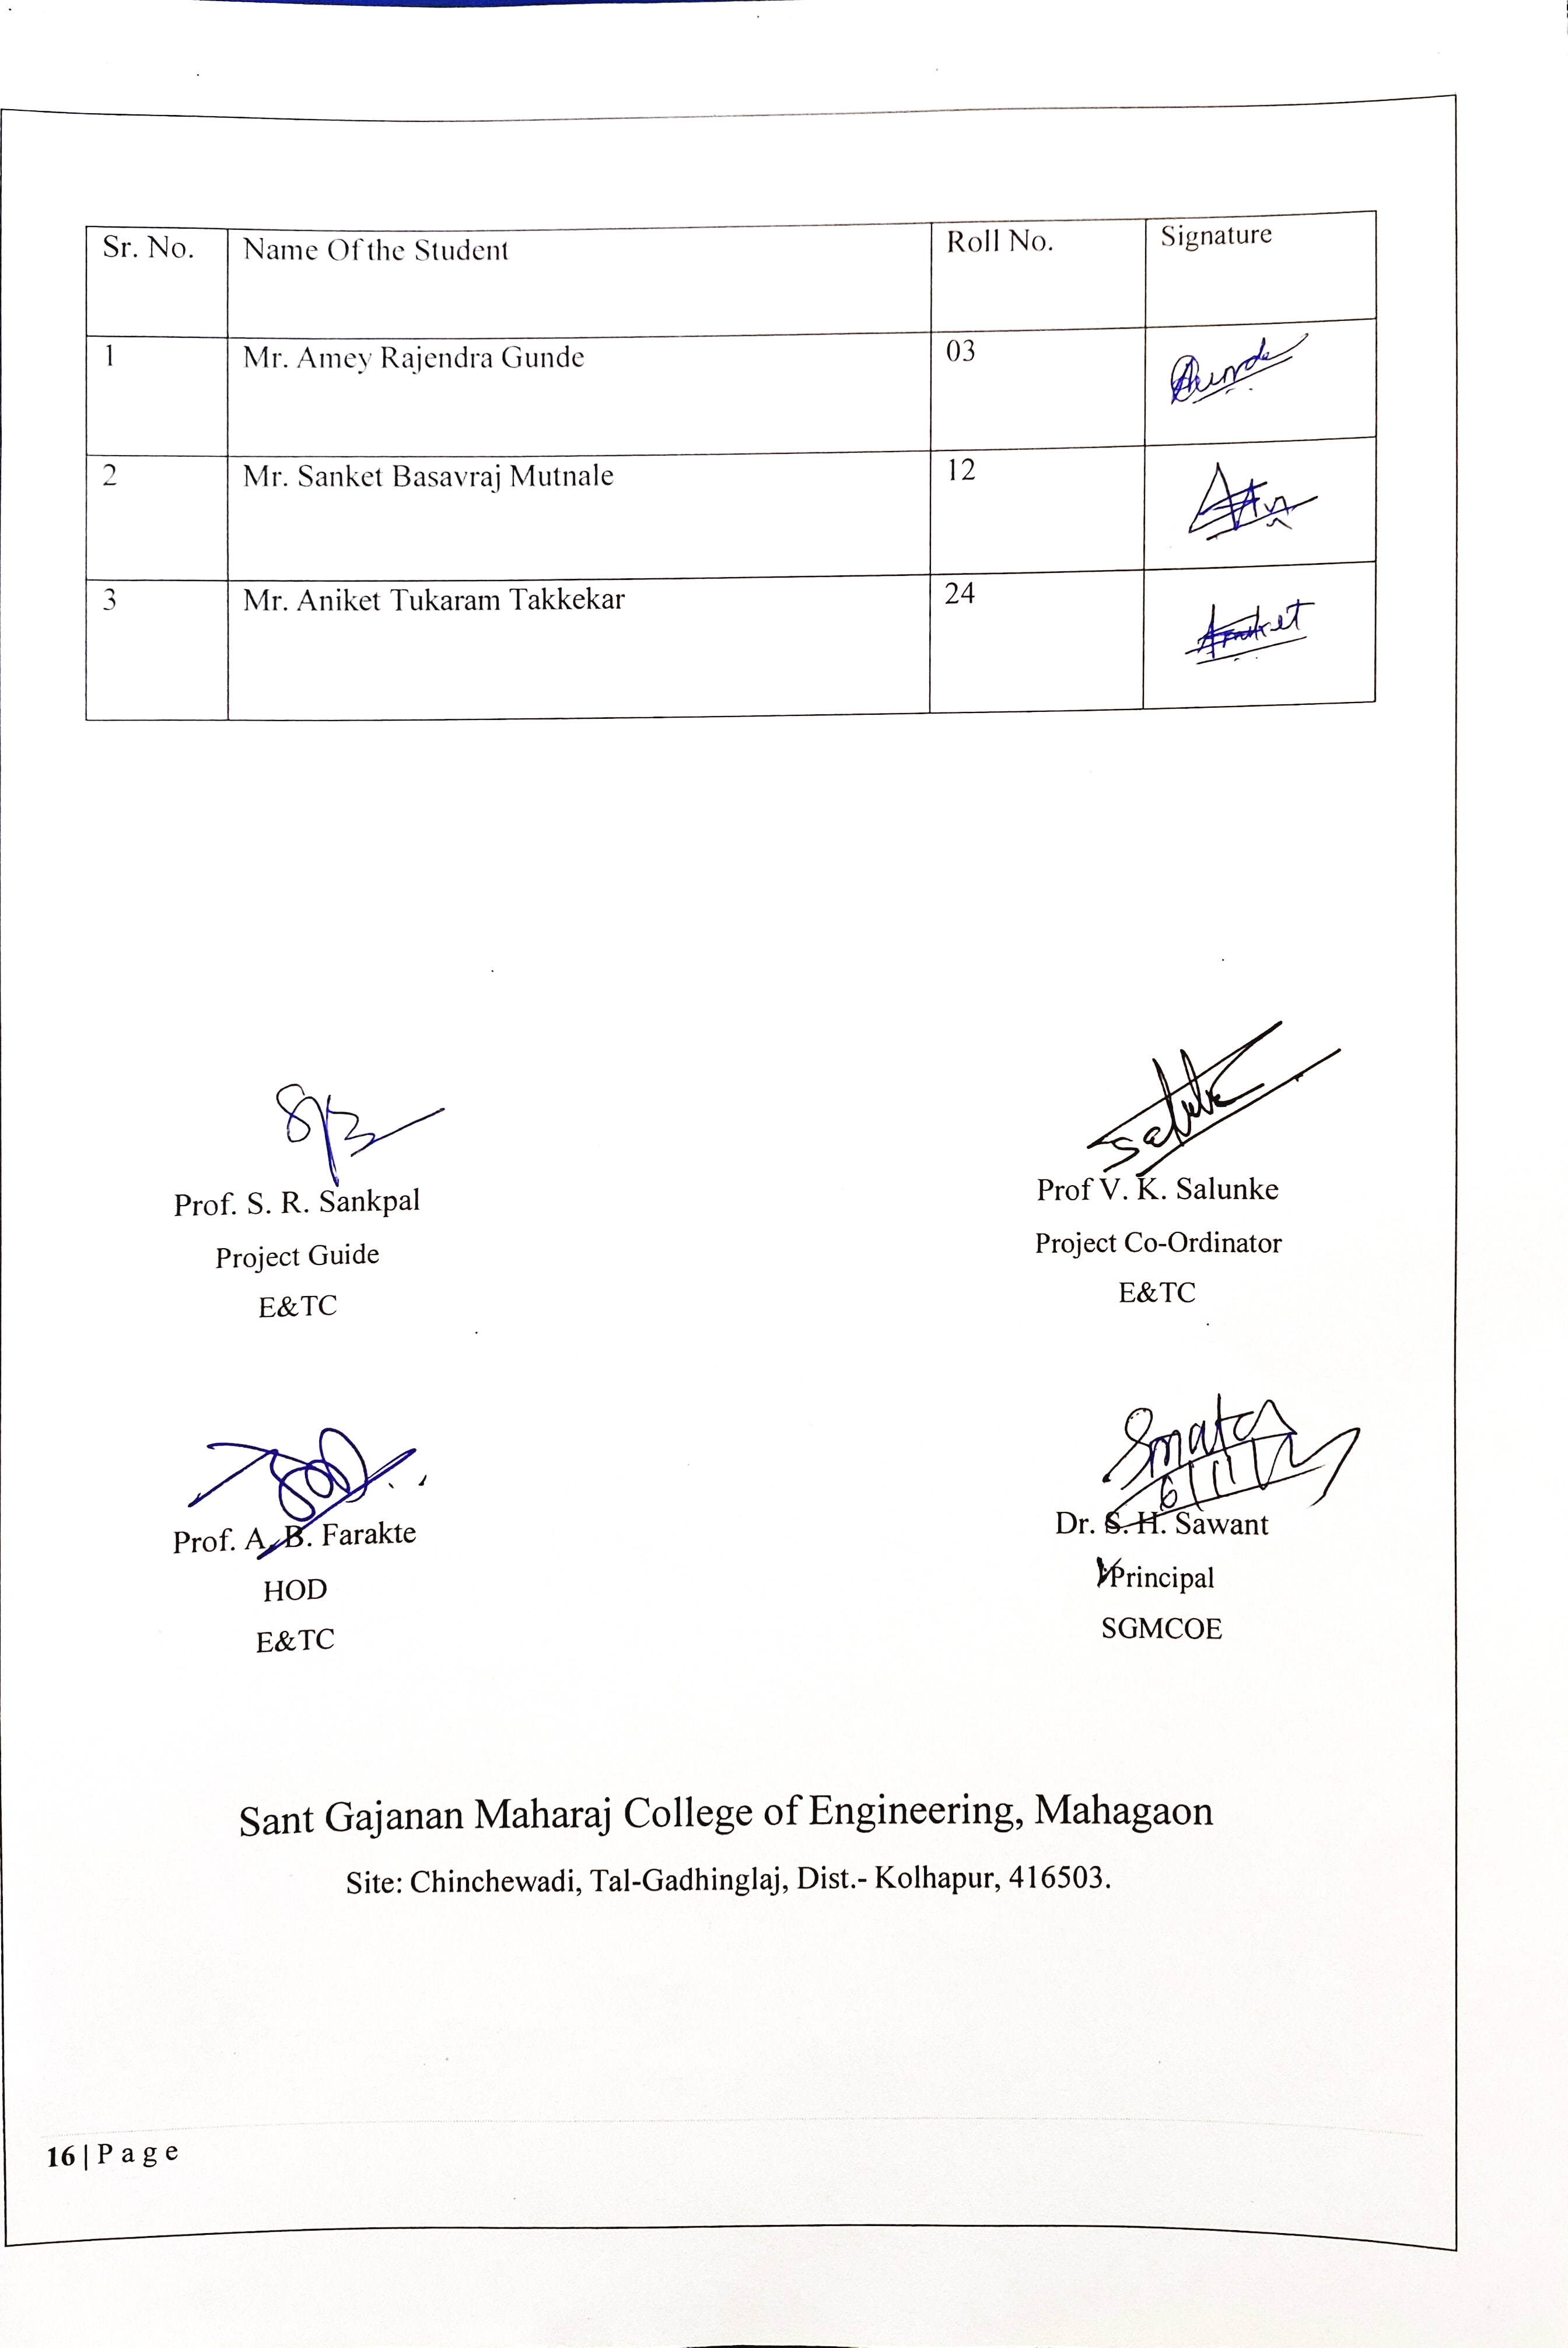 Sr. No. Name Of the Student Roll No. Signature
1 Mr. Amey Rajendra Gunde 03 Gunde
2 Mr. Sanket Basavraj Mutnale 12
3 Mr. Aniket Tukaram Takkekar 24 Aniket
Prof. S. R. Sankpal Prof V. K. Salunke
Project Guide Project Co-Ordinator
E&TC E&TC
Prof. A. B. Farakte Dr. S. H. Sawant
HOD Principal
E&TC SGMCOE
Sant Gajanan Maharaj College of Engineering, Mahagaon
Site: Chinchewadi, Tal-Gadhinglaj, Dist.- Kolhapur, 416503.
16 | P a g e